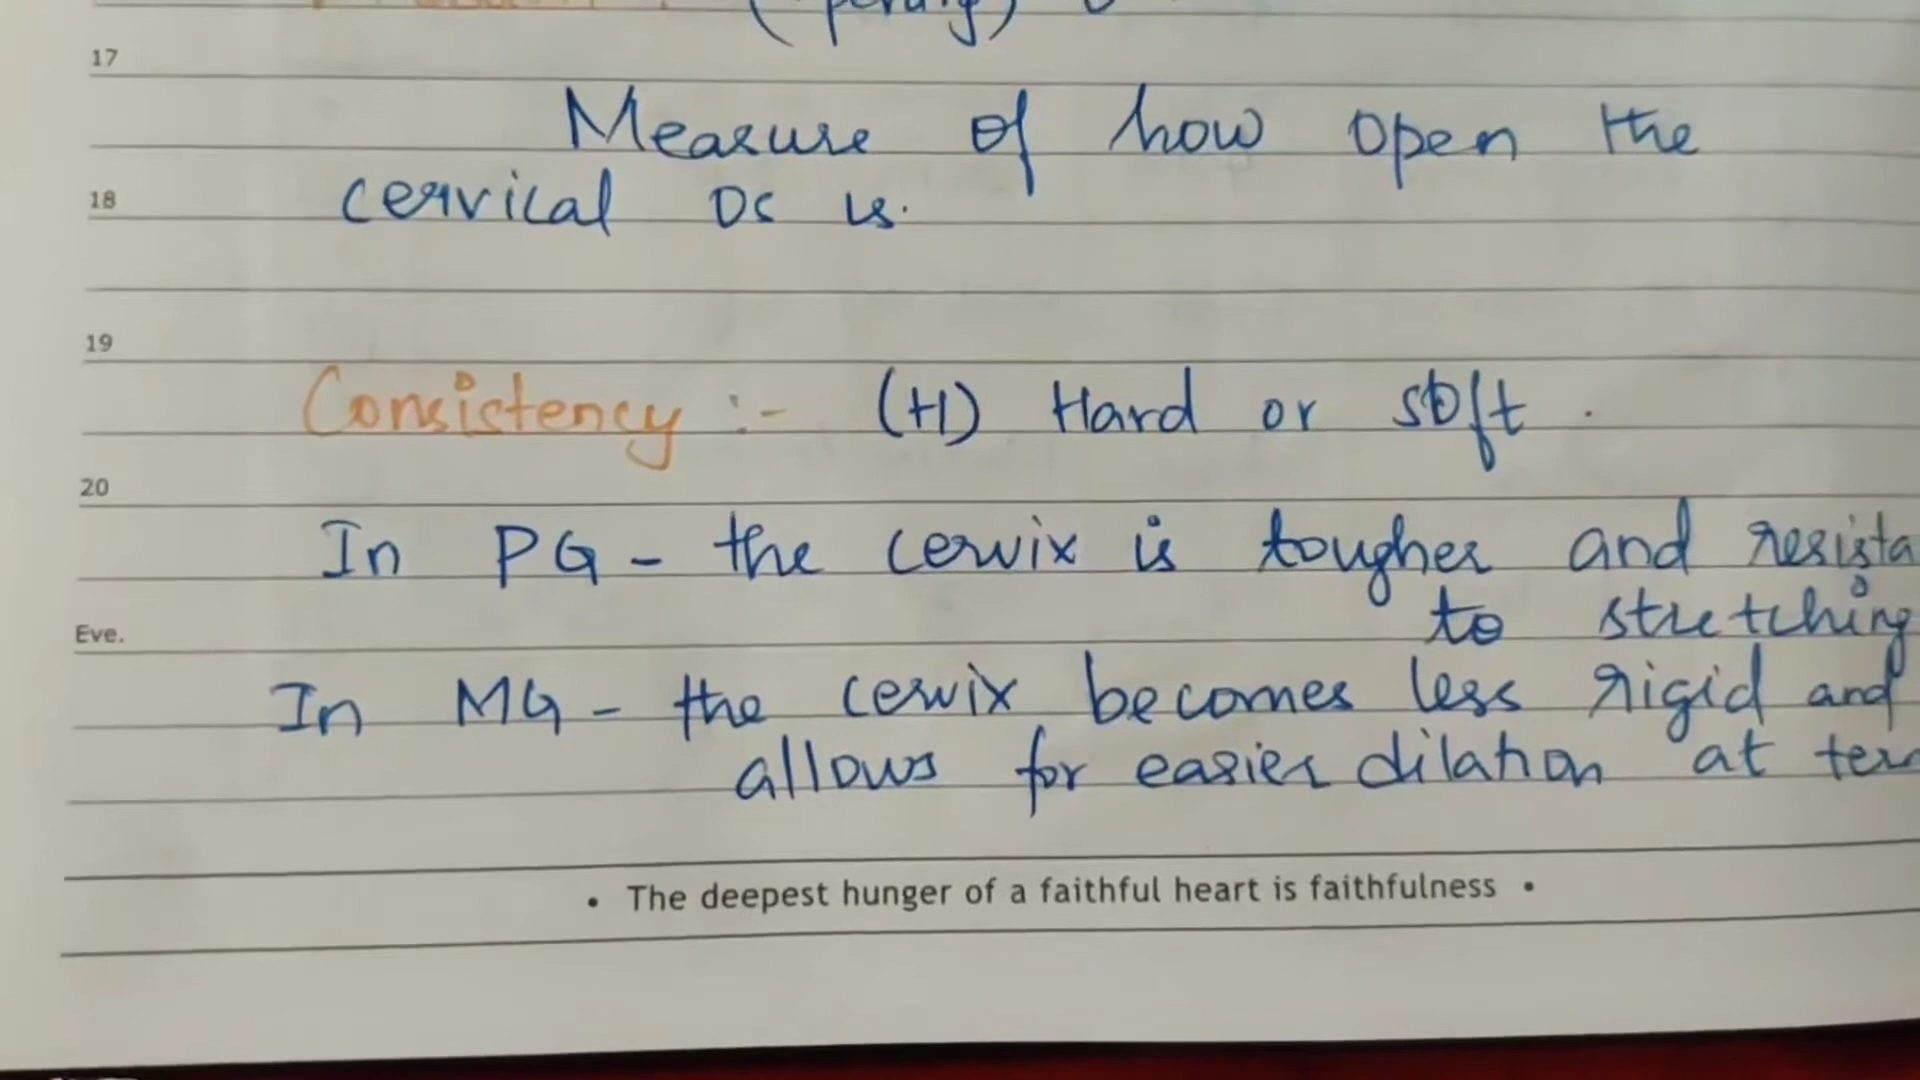 (opening)
17
Measure of how open the
18 cervical os is.
19
Consistency :- (H) Hard or soft.
20
In PG - the cervix is tougher and resista
to stretching
Eve.
In MG - the cervix becomes less rigid and
allows for easier dilation at ter
• The deepest hunger of a faithful heart is faithfulness •